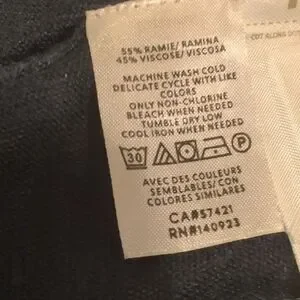 55% RAMIE/ RAMINA
45% VISCOSE/ VISCOSA
MACHINE WASH COLD
DELICATE CYCLE WITH LIKE
COLORS
ONLY NON-CHLORINE
BLEACH WHEN NEEDED
TUMBLE DRY LOW
COOL IRON WHEN NEEDED
30 P
AVEC DES COULEURS
SEMBLABLES/ CON
COLORES SIMILARES
CA#57421
RN#140923
CUT ALONG